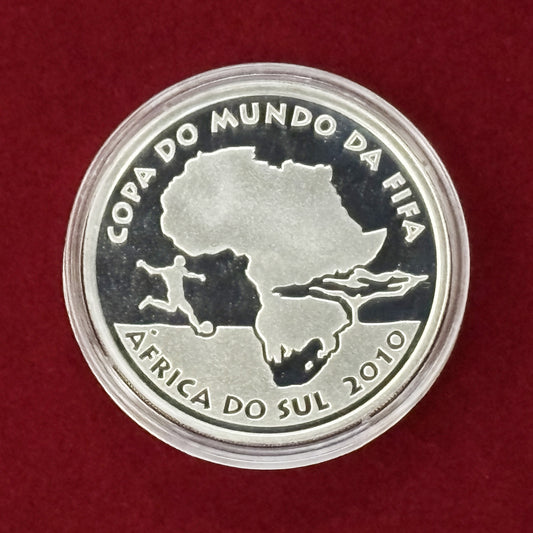 COPA DO MUNDO DA FIFA
ÁFRICA DO SUL 2010